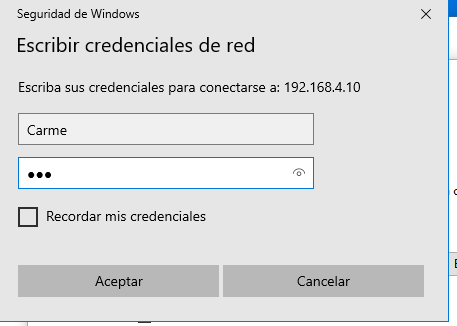 Seguridad de Windows
Escribir credenciales de red
Escriba sus credenciales para conectarse a: 192.168.4.10
Carme
●●●
Recordar mis credenciales
Aceptar
Cancelar